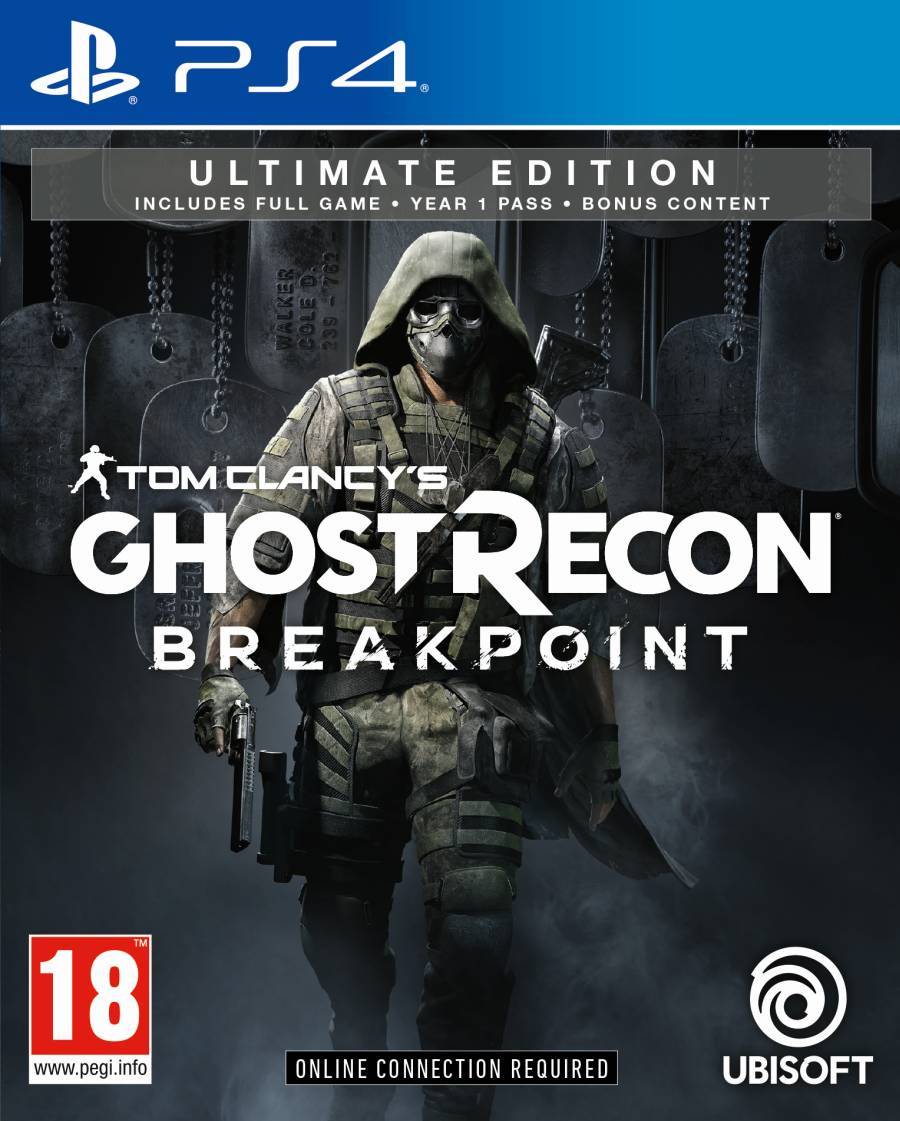 PS4®
ULTIMATE EDITION
INCLUDES FULL GAME • YEAR 1 PASS • BONUS CONTENT
WALKER
COLE D.
TOM CLANCY'S
GHOST RECON®
BREAKPOINT
18™
www.pegi.info
ONLINE CONNECTION REQUIRED
UBISOFT